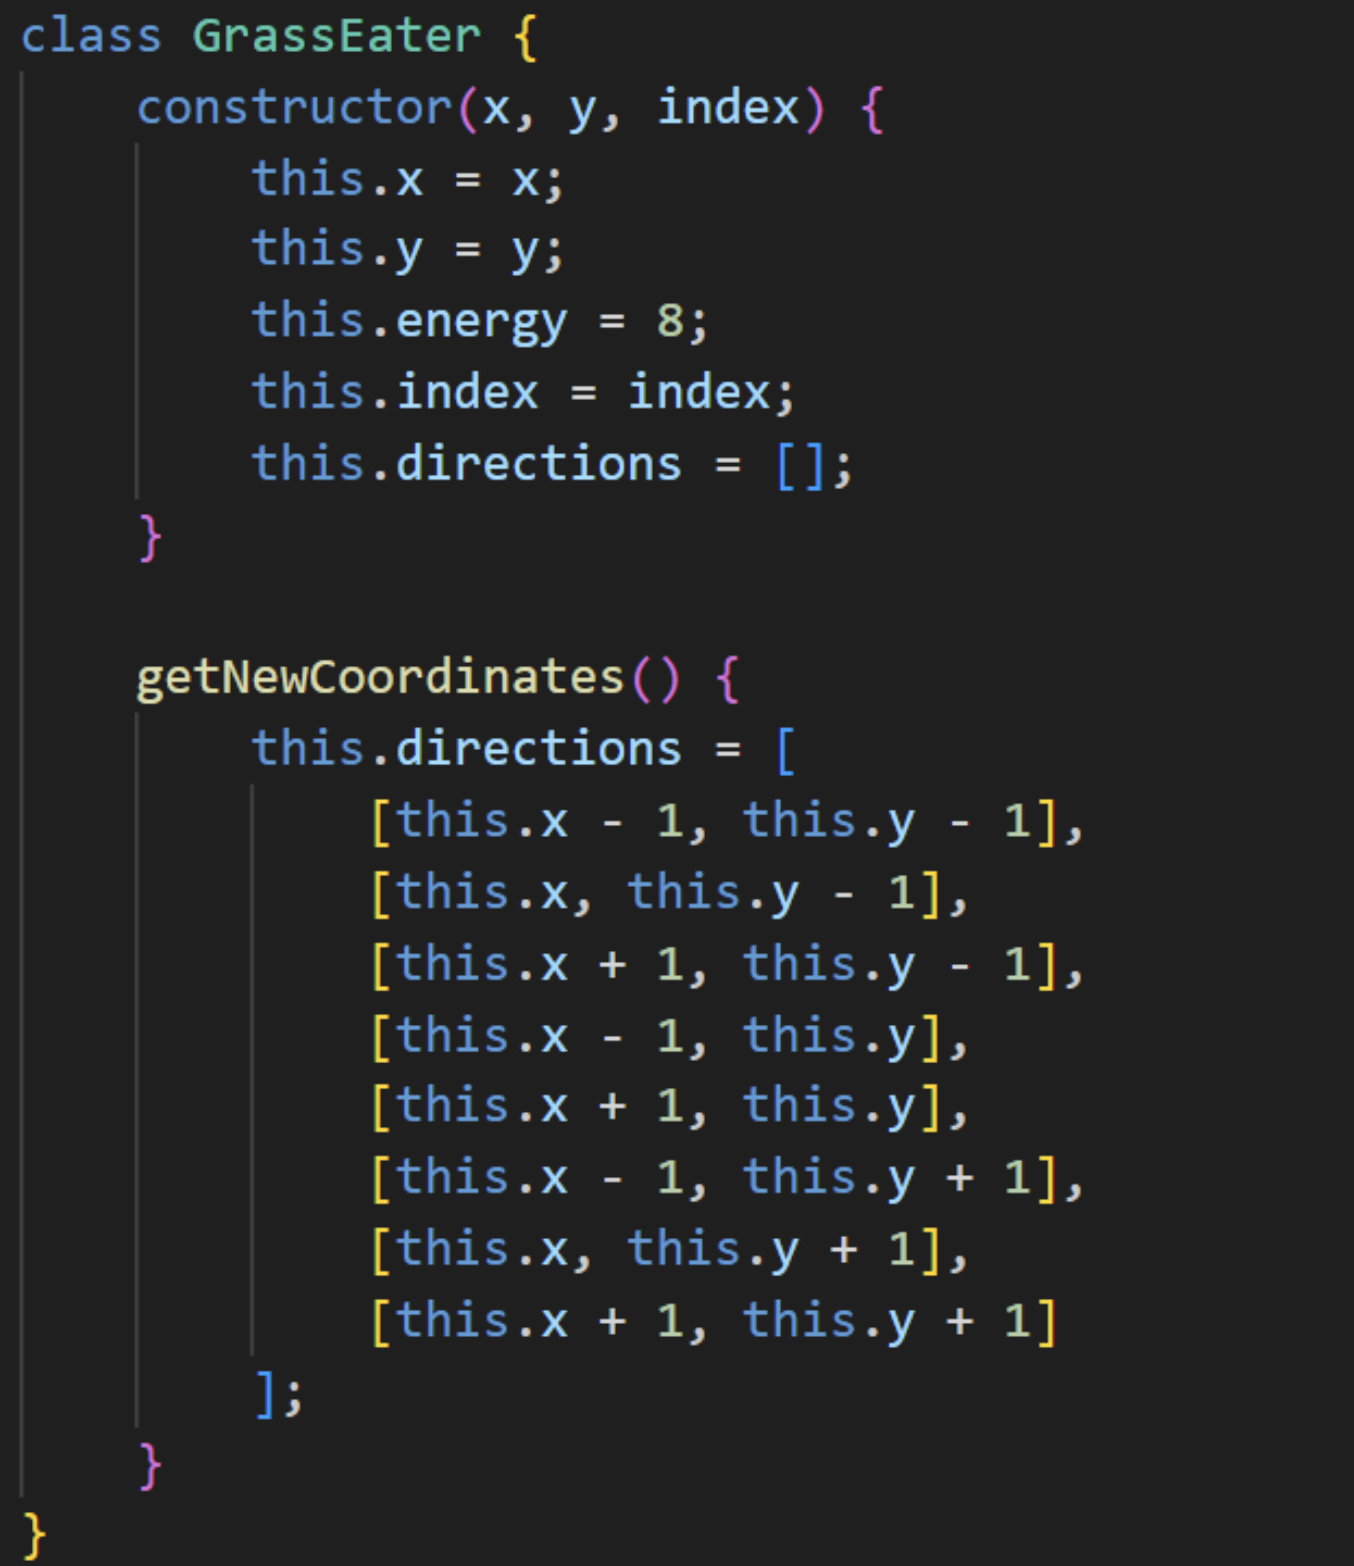 class GrassEater {
    constructor(x, y, index) {
        this.x = x;
        this.y = y;
        this.energy = 8;
        this.index = index;
        this.directions = [];
    }

    getNewCoordinates() {
        this.directions = [
            [this.x - 1, this.y - 1],
            [this.x, this.y - 1],
            [this.x + 1, this.y - 1],
            [this.x - 1, this.y],
            [this.x + 1, this.y],
            [this.x - 1, this.y + 1],
            [this.x, this.y + 1],
            [this.x + 1, this.y + 1]
        ];
    }
}